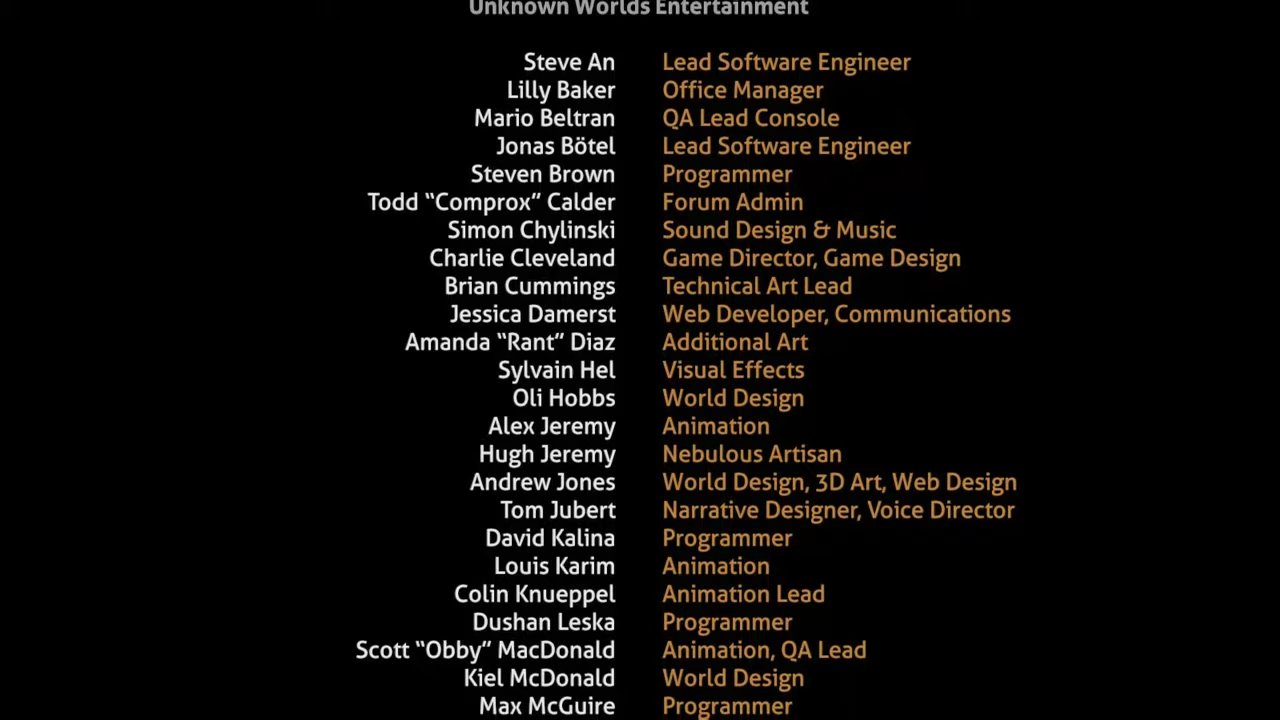 Unknown Worlds Entertainment
Steve An Lead Software Engineer
Lilly Baker Office Manager
Mario Beltran QA Lead Console
Jonas Bötel Lead Software Engineer
Steven Brown Programmer
Todd “Comprox” Calder Forum Admin
Simon Chylinski Sound Design & Music
Charlie Cleveland Game Director, Game Design
Brian Cummings Technical Art Lead
Jessica Damerst Web Developer, Communications
Amanda “Rant” Diaz Additional Art
Sylvain Hel Visual Effects
Oli Hobbs World Design
Alex Jeremy Animation
Hugh Jeremy Nebulous Artisan
Andrew Jones World Design, 3D Art, Web Design
Tom Jubert Narrative Designer, Voice Director
David Kalina Programmer
Louis Karim Animation
Colin Knueppel Animation Lead
Dushan Leska Programmer
Scott “Obby” MacDonald Animation, QA Lead
Kiel McDonald World Design
Max McGuire Programmer